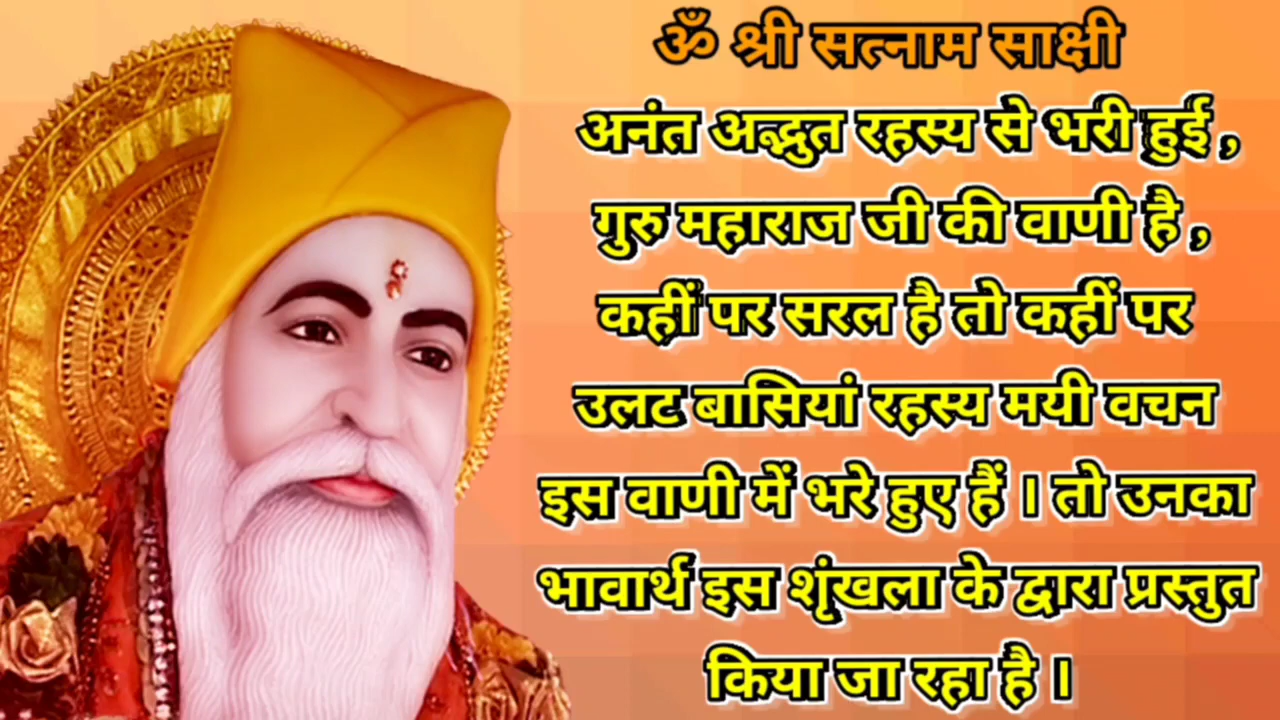 ॐ श्री सत्नाम साक्षी
अनंत अद्भुत रहस्य से भरी हुई ,
गुरु महाराज जी की वाणी है ,
कहीं पर सरल है तो कहीं पर
उलट बासियां रहस्य मयी वचन
इस वाणी में भरे हुए हैं । तो उनका
भावार्थ इस शृंखला के द्वारा प्रस्तुत
किया जा रहा है ।